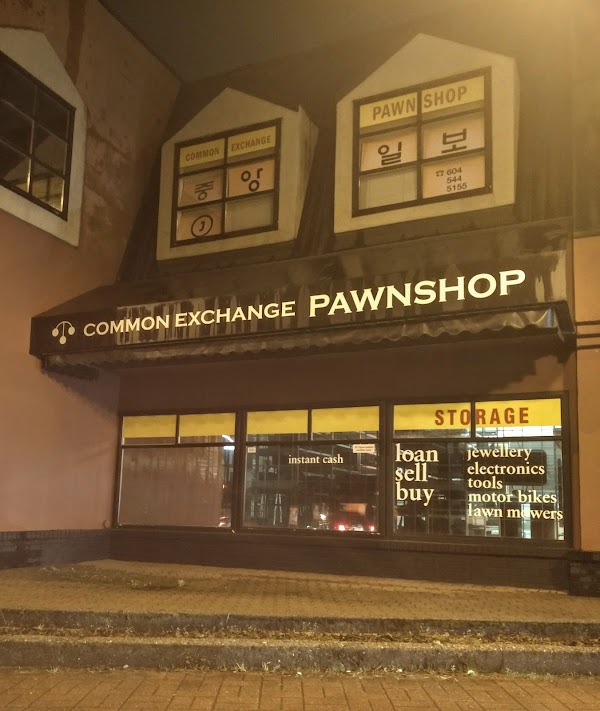 COMMON EXCHANGE
중앙
J
PAWN SHOP
일보
☎ 604
544
5155
COMMON EXCHANGE PAWNSHOP
instant cash
STORAGE
loan
sell
buy
jewellery
electronics
tools
motor bikes
lawn mowers